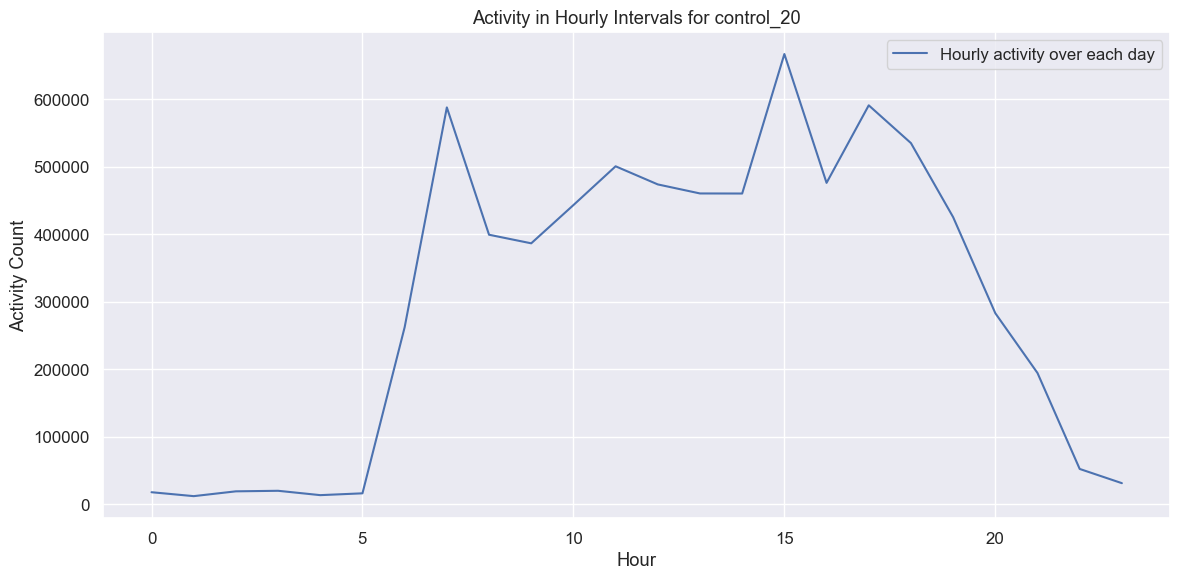 Activity in Hourly Intervals for control_20
Hourly activity over each day
Activity Count
600000
500000
400000
300000
200000
100000
0
0 5 10 15 20
Hour